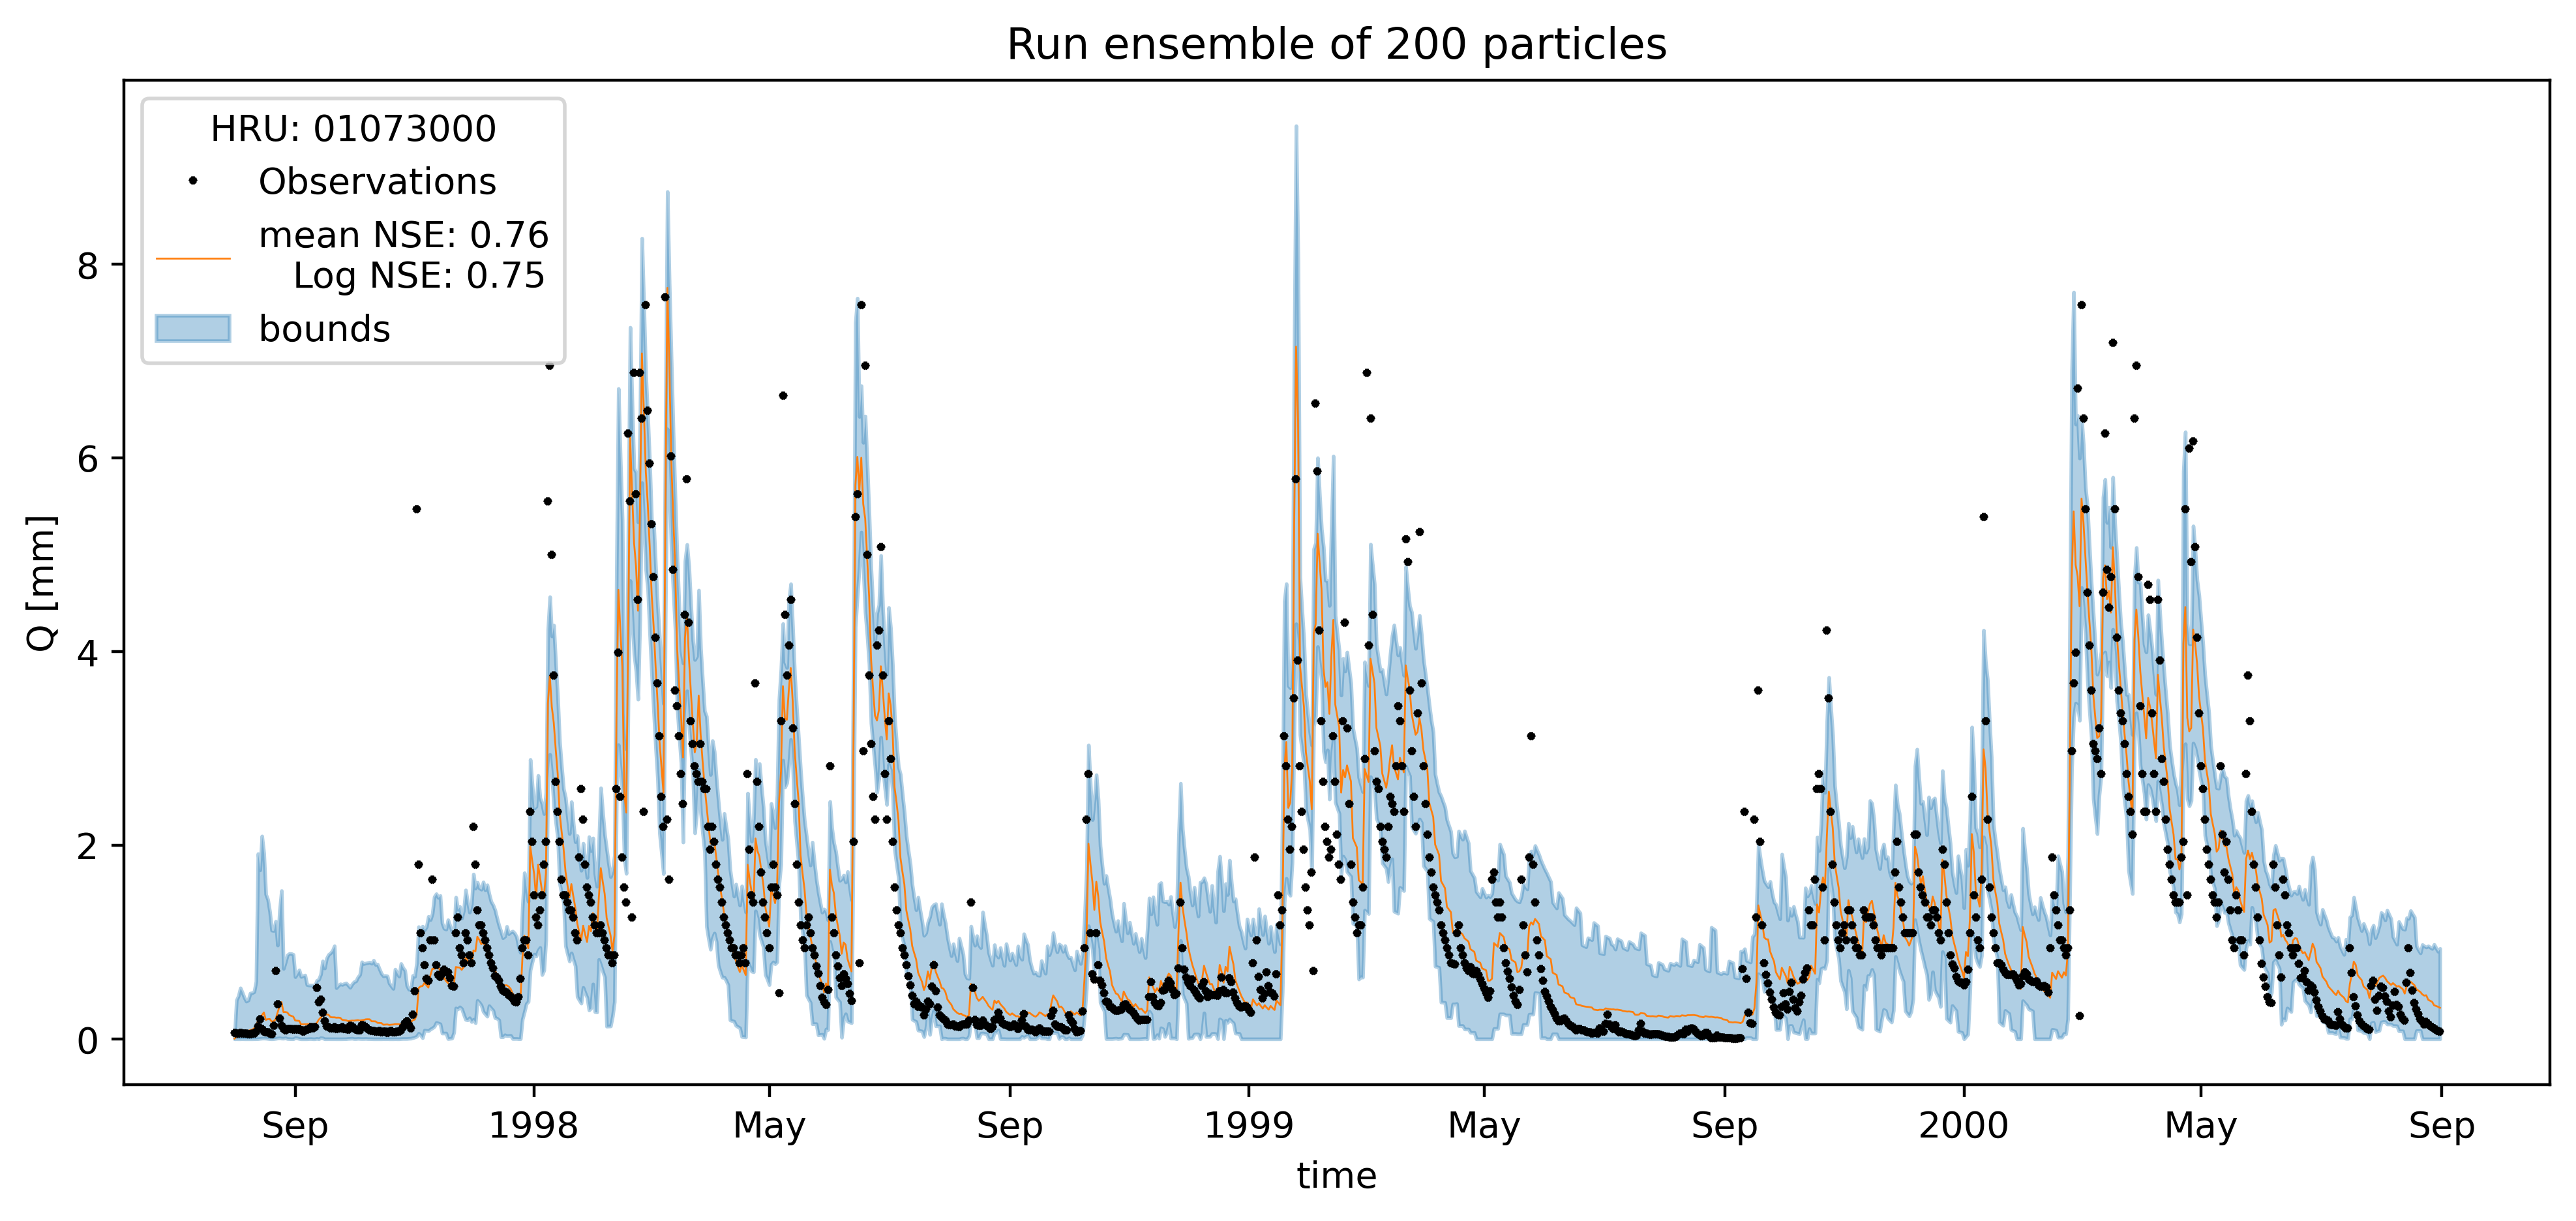 Run ensemble of 200 particles
HRU: 01073000
Observations
mean NSE: 0.76
Log NSE: 0.75
bounds
Q [mm]
8
6
4
2
0
Sep 1998 May Sep 1999 May Sep 2000 May Sep
time